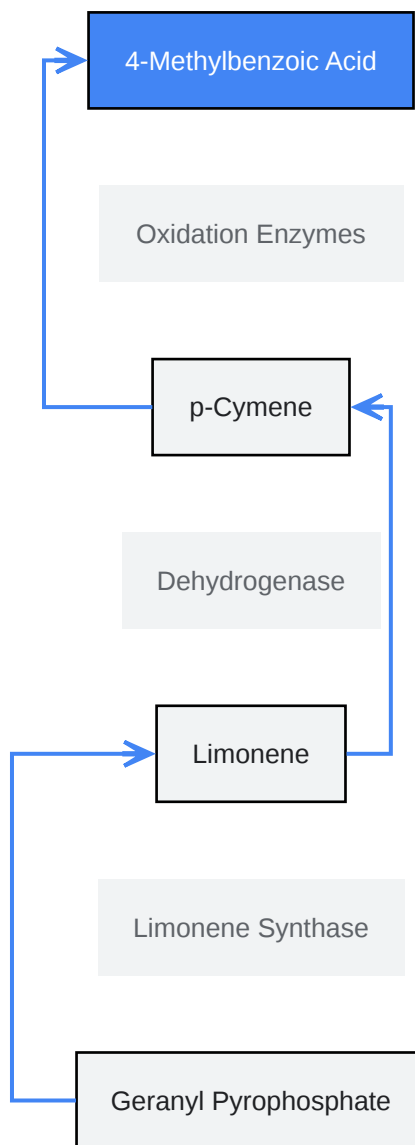 4-Methylbenzoic Acid
Oxidation Enzymes
p-Cymene
Dehydrogenase
Limonene
Limonene Synthase
Geranyl Pyrophosphate